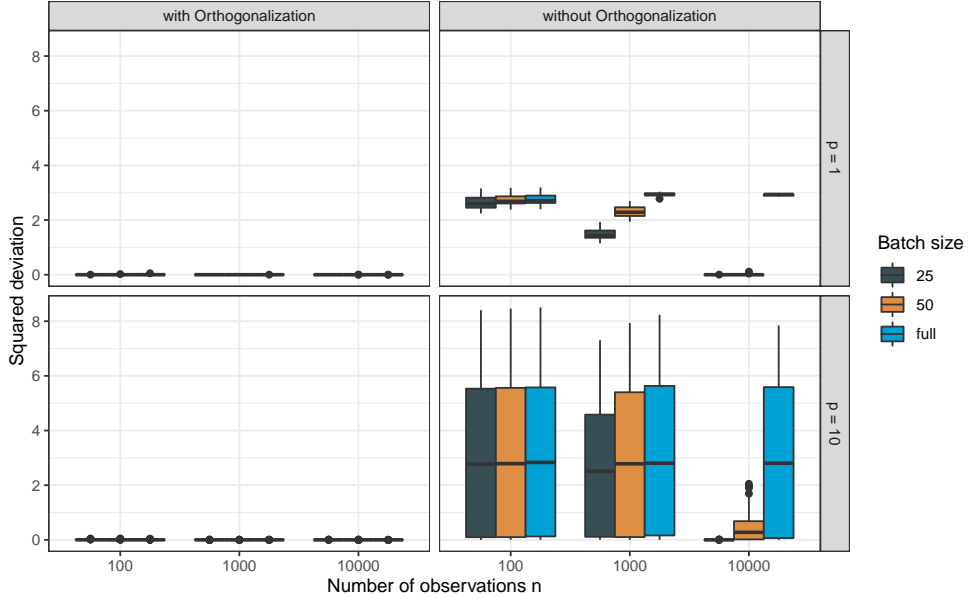 with Orthogonalization
without Orthogonalization
8
6
4
2
0
p = 1
8
6
4
2
0
p = 10
Squared deviation
100
1000
10000
100
1000
10000
Number of observations n
Batch size
25
50
full